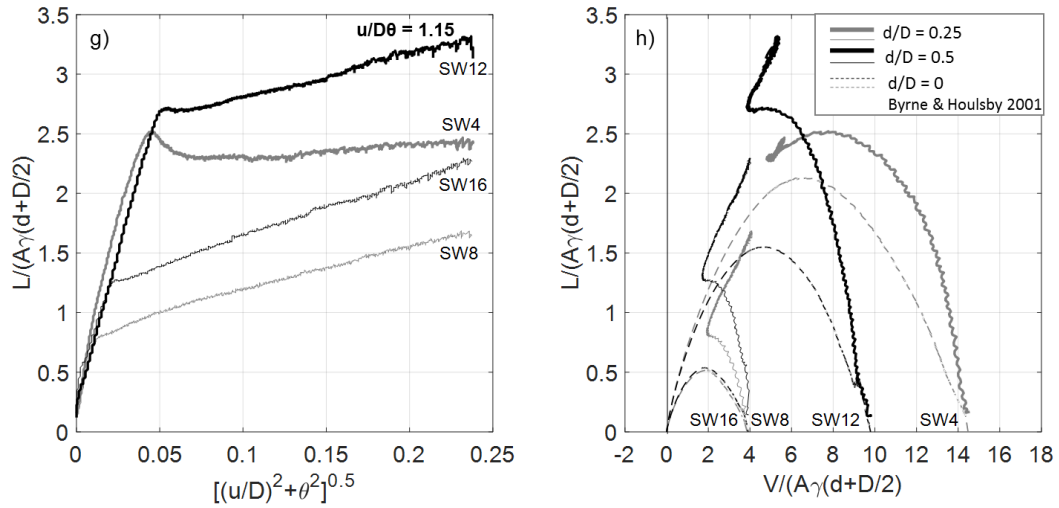 g)
u/Dθ = 1.15
SW12
SW4
SW16
SW8
3.5
3
2.5
2
1.5
1
0.5
0
L/(Aγ(d+D/2)
0 0.05 0.1 0.15 0.2 0.25
[(u/D)²+θ²]^0.5
h)
d/D = 0.25
d/D = 0.5
d/D = 0
Byrne & Houlsby 2001
3.5
3
2.5
2
1.5
1
0.5
0
L/(Aγ(d+D/2)
SW16 SW8 SW12 SW4
-2 0 2 4 6 8 10 12 14 16 18
V/(Aγ(d+D/2)